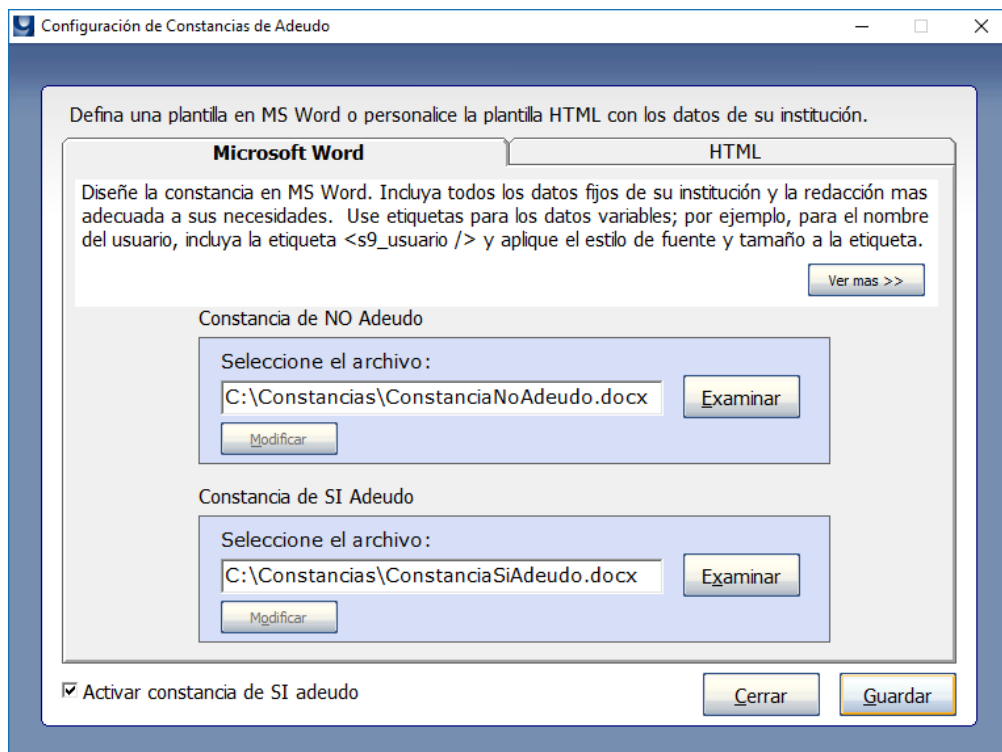 Configuración de Constancias de Adeudo
Defina una plantilla en MS Word o personalice la plantilla HTML con los datos de su institución.
Microsoft Word
HTML
Diseñe la constancia en MS Word. Incluya todos los datos fijos de su institución y la redacción mas
adecuada a sus necesidades.  Use etiquetas para los datos variables; por ejemplo, para el nombre
del usuario, incluya la etiqueta <s9_usuario /> y aplique el estilo de fuente y tamaño a la etiqueta.
Ver mas >>
Constancia de NO Adeudo
Seleccione el archivo:
C:\Constancias\ConstanciaNoAdeudo.docx
Examinar
Modificar
Constancia de SI Adeudo
Seleccione el archivo:
C:\Constancias\ConstanciaSiAdeudo.docx
Examinar
Modificar
Activar constancia de SI adeudo
Cerrar
Guardar